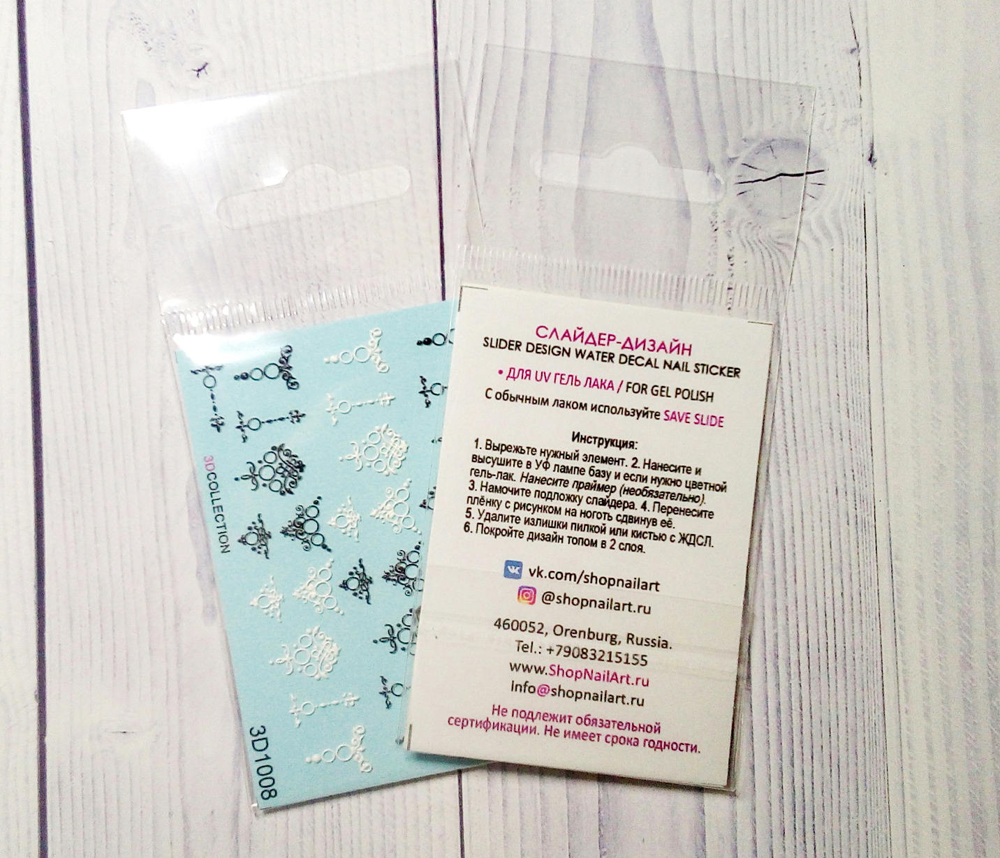 3DCOLLECTION
3D1008
СЛАЙДЕР-ДИЗАЙН
SLIDER DESIGN WATER DECAL NAIL STICKER
• ДЛЯ UV ГЕЛЬ ЛАКА / FOR GEL POLISH
С обычным лаком используйте SAVE SLIDE
Инструкция:
1. Вырежьте нужный элемент. 2. Нанесите и
высушите в УФ лампе базу и если нужно цветной
гель-лак. Нанесите праймер (необязательно).
3. Намочите подложку слайдера. 4. Перенесите
плёнку с рисунком на ноготь сдвинув её.
5. Удалите излишки пилкой или кистью с ЖДСЛ.
6. Покройте дизайн топом в 2 слоя.
vk.com/shopnailart
@shopnailart.ru
460052, Orenburg, Russia.
Tel.: +79083215155
www.ShopNailArt.ru
Info@shopnailart.ru
Не подлежит обязательной
сертификации. Не имеет срока годности.